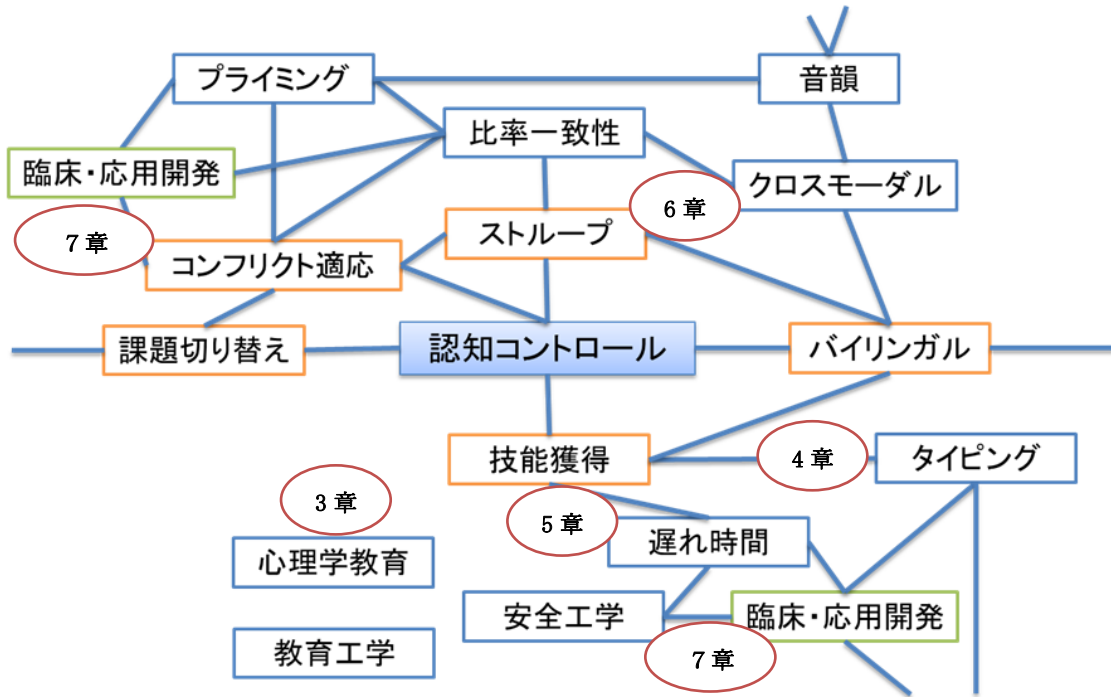 プライミング
音韻
比率一致性
臨床・応用開発
クロスモーダル
6 章
7 章
ストループ
コンフリクト適応
課題切り替え
認知コントロール
バイリンガル
技能獲得
4 章
タイピング
3 章
5 章
遅れ時間
心理学教育
安全工学
臨床・応用開発
教育工学
7 章